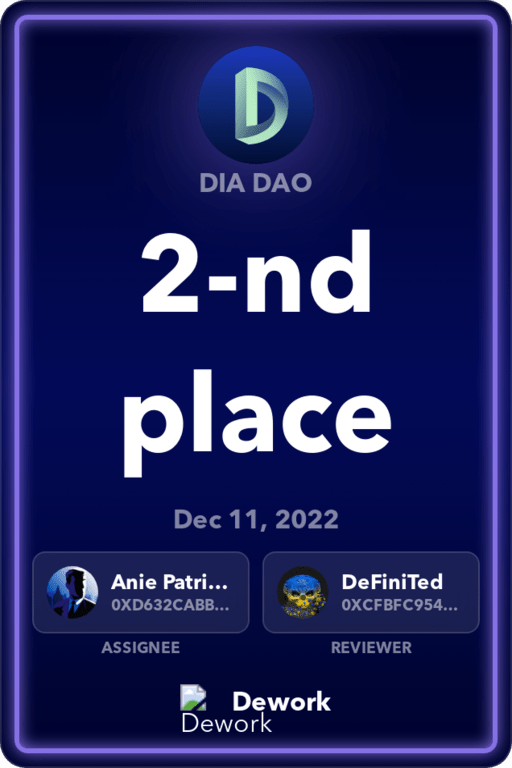 DIA DAO
2-nd
place
Dec 11, 2022
Anie Patri...
0XD632CABB...
ASSIGNEE
DeFiniTed
0XCFBFC954...
REVIEWER
Dework
Dework